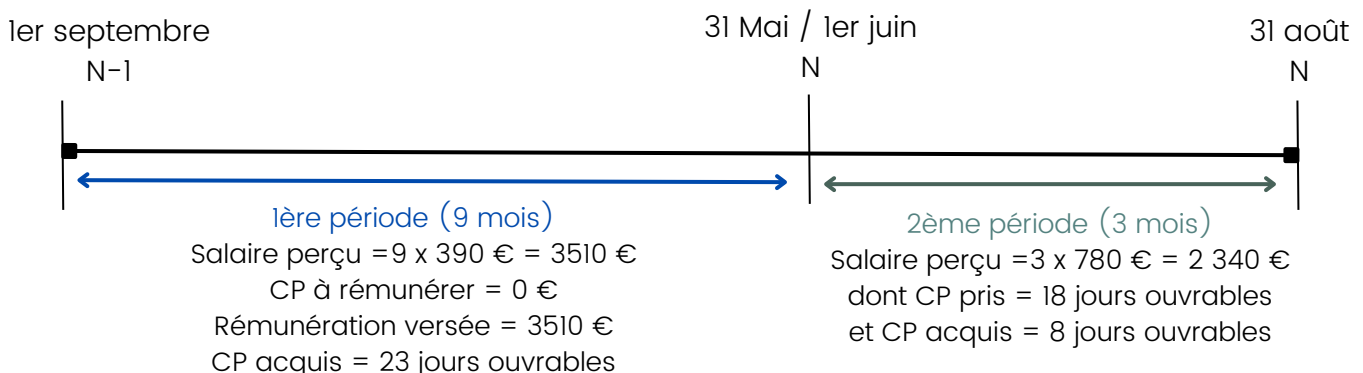 1er septembre
N-1
31 Mai / 1er juin
N
31 août
N
1ère période (9 mois)
Salaire perçu =9 x 390 € = 3510 €
CP à rémunérer = 0 €
Rémunération versée = 3510 €
CP acquis = 23 jours ouvrables
2ème période (3 mois)
Salaire perçu =3 x 780 € = 2 340 €
dont CP pris = 18 jours ouvrables
et CP acquis = 8 jours ouvrables